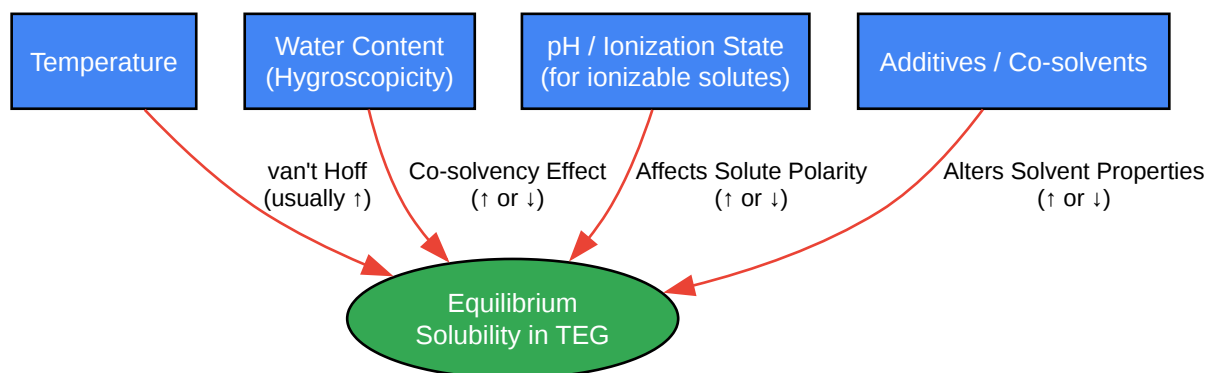 Temperature
Water Content
(Hygroscopicity)
pH / Ionization State
(for ionizable solutes)
Additives / Co-solvents
van't Hoff
(usually ↑)
Co-solvency Effect
(↑ or ↓)
Affects Solute Polarity
(↑ or ↓)
Alters Solvent Properties
(↑ or ↓)
Equilibrium
Solubility in TEG